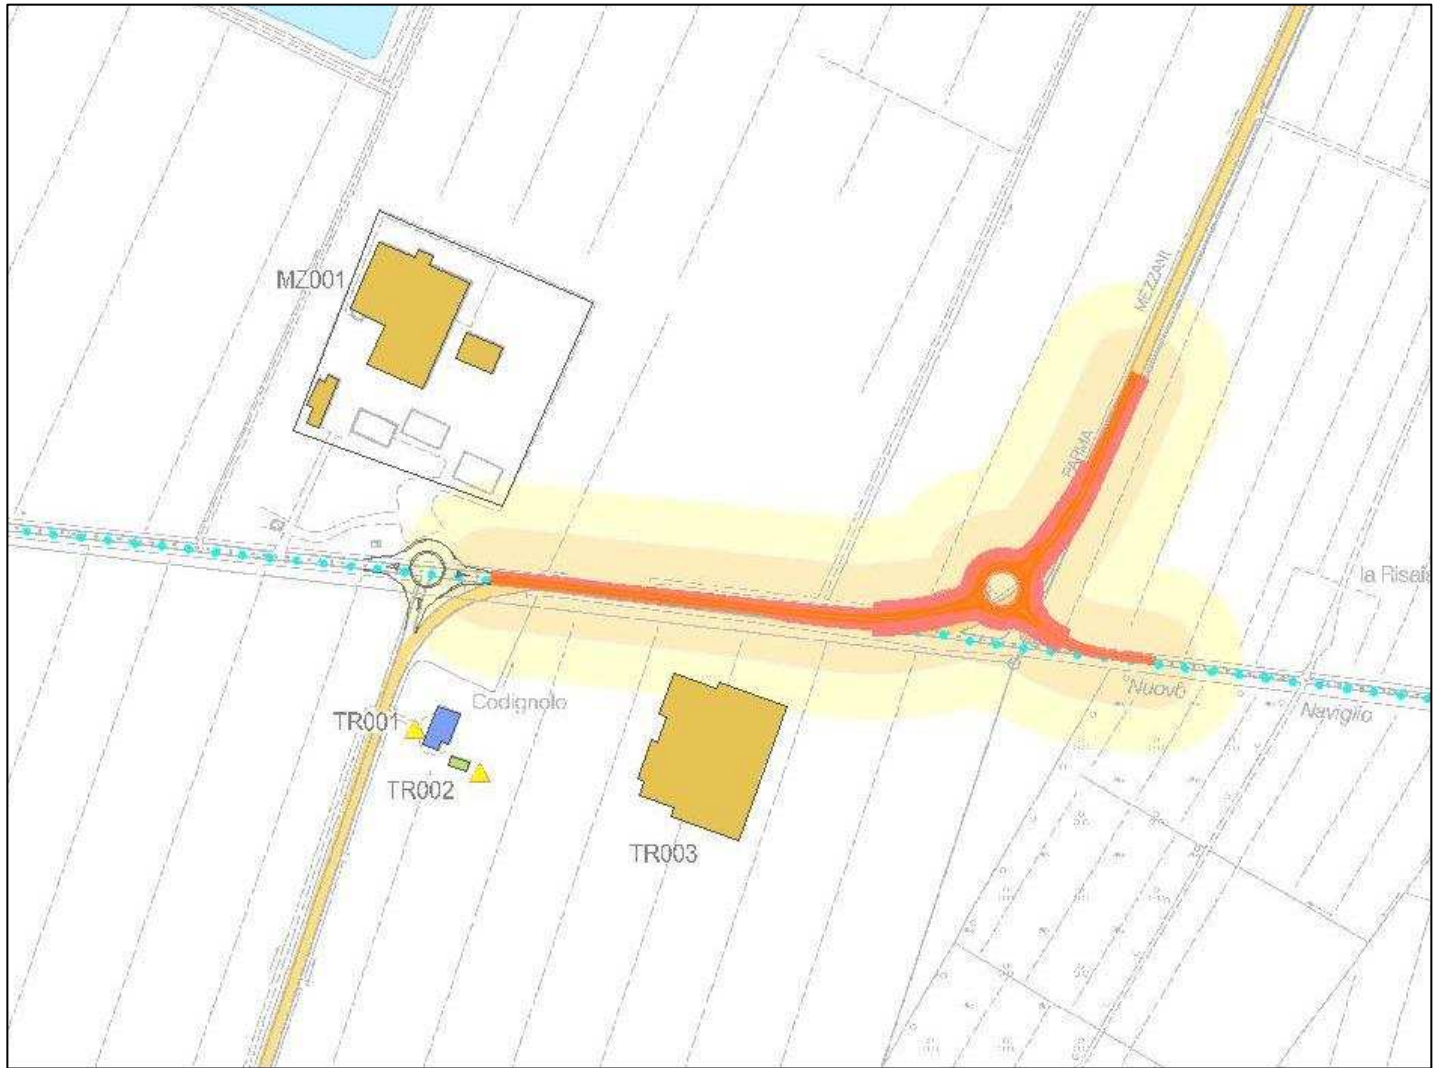 MEZZANI
MZ001
PARMA
la Risaia
Nuovo
Codignolo
Naviglio
TR001
TR002
TR003